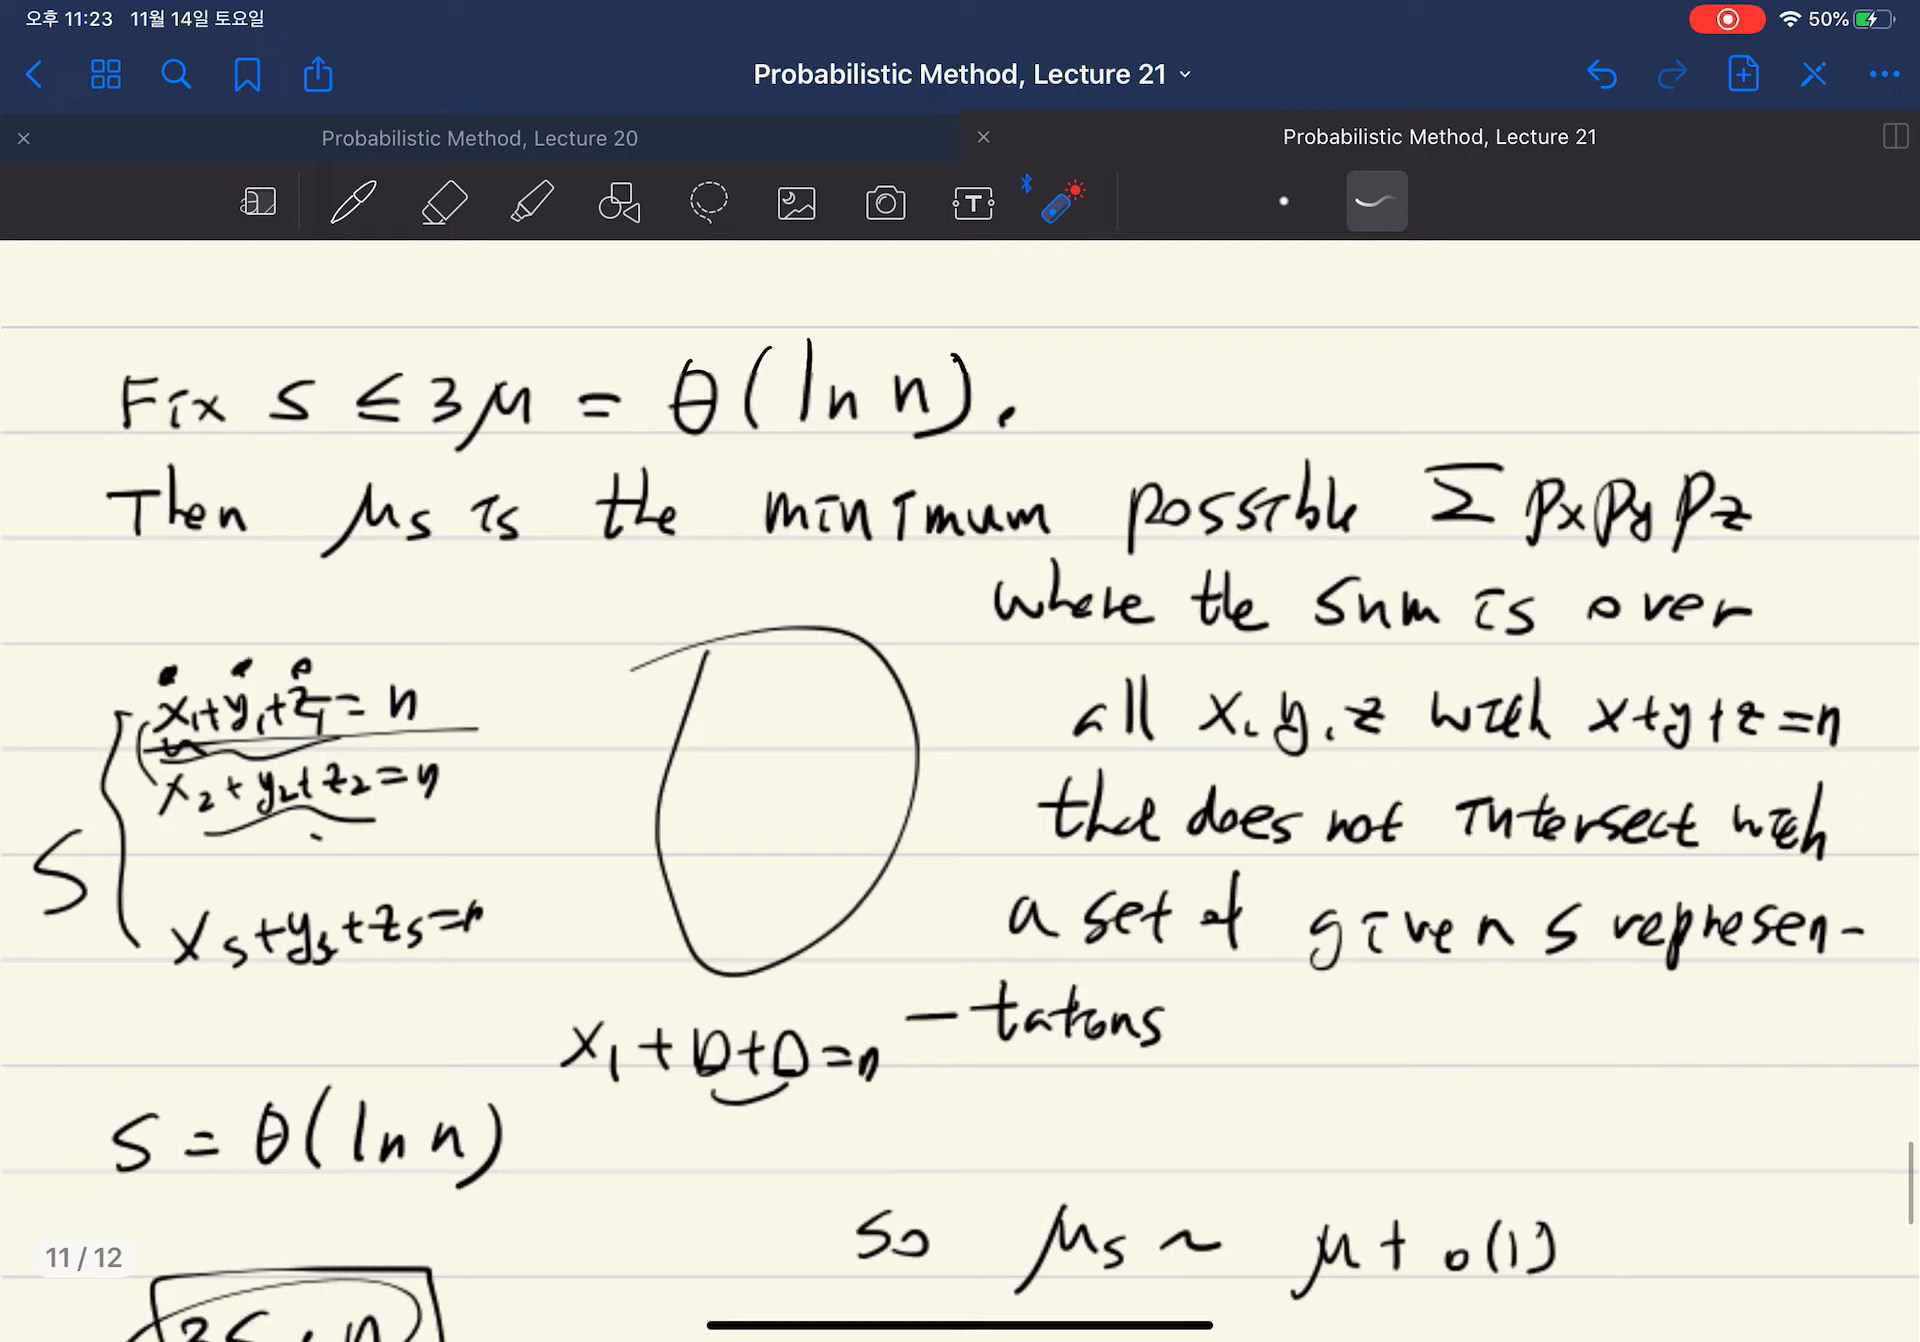 오후 11:23 11월 14일 토요일
50%
Probabilistic Method, Lecture 21
Probabilistic Method, Lecture 20
Probabilistic Method, Lecture 21
T
Fix s ≤ 3μ = θ(ln n).
Then μs is the minimum possible Σ pxpypz
where the sum is over
all x,y,z with x+y+z=n
that does not intersect with
a set of given s represen-
-tations
x₁+y₁+z₁=n
x₂+y₂+z₂=n
S
xs+ys+zs=n
x₁+□+□=n
S = θ(ln n)
So μs ~ μ + o(1)
11 / 12